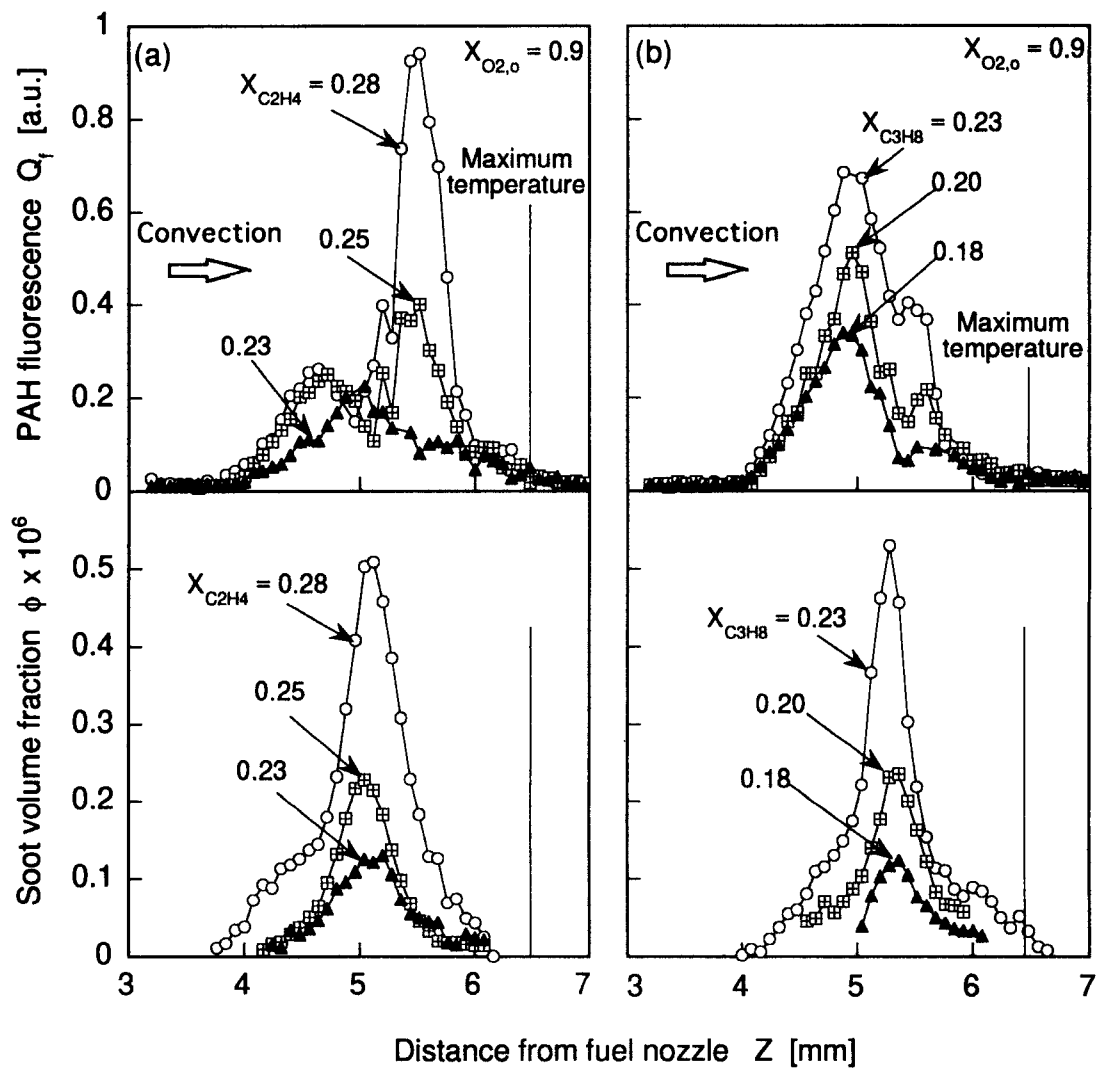 (a)
X_O2,o = 0.9
X_C2H4 = 0.28
Maximum
temperature
Convection
0.25
0.23
PAH fluorescence Q_f [a.u.]
1
0.8
0.6
0.4
0.2
0
(b)
X_O2,o = 0.9
X_C3H8 = 0.23
0.20
Convection
0.18
Maximum
temperature
X_C2H4 = 0.28
0.25
0.23
Soot volume fraction ϕ x 10⁶
0.5
0.4
0.3
0.2
0.1
0
3
4
5
6
7
X_C3H8 = 0.23
0.20
0.18
4
5
6
7
Distance from fuel nozzle Z [mm]